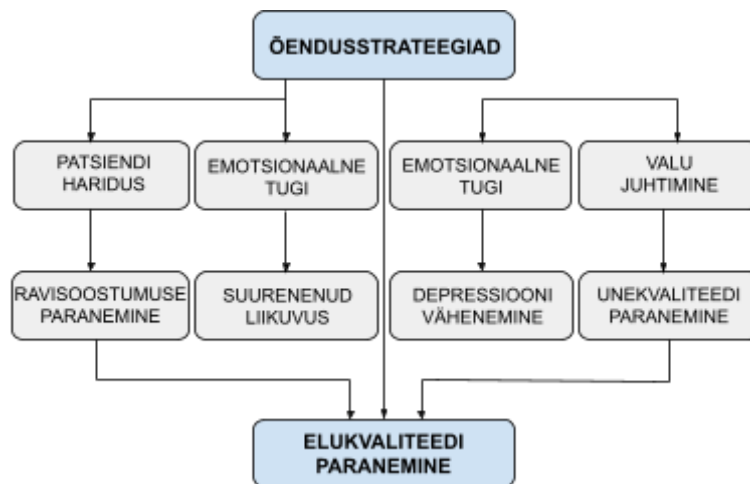 ÕENDUSSTRATEEGIAD
PATSIENDI
HARIDUS
EMOTSIONAALNE
TUGI
EMOTSIONAALNE
TUGI
VALU
JUHTIMINE
RAVISOOSTUMUSE
PARANEMINE
SUURENENUD
LIIKUVUS
DEPRESSIOONI
VÄHENEMINE
UNEKVALITEEDI
PARANEMINE
ELUKVALITEEDI
PARANEMINE